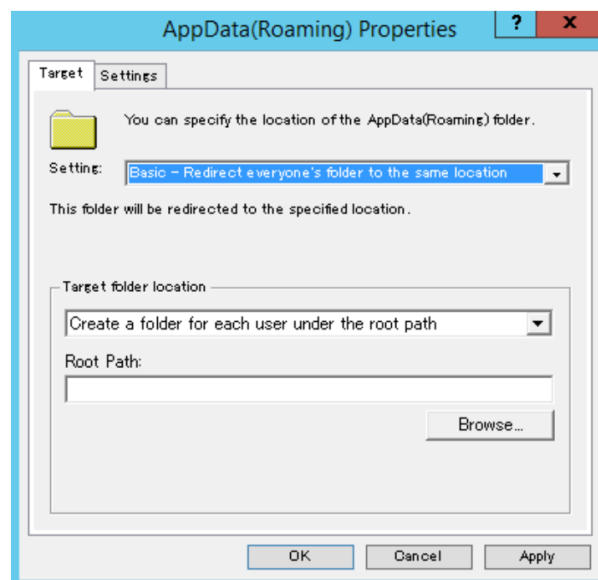 AppData(Roaming) Properties
? x
Target Settings
You can specify the location of the AppData(Roaming) folder.
Setting: Basic - Redirect everyone's folder to the same location
This folder will be redirected to the specified location.
Target folder location
Create a folder for each user under the root path
Root Path:
Browse...
OK Cancel Apply